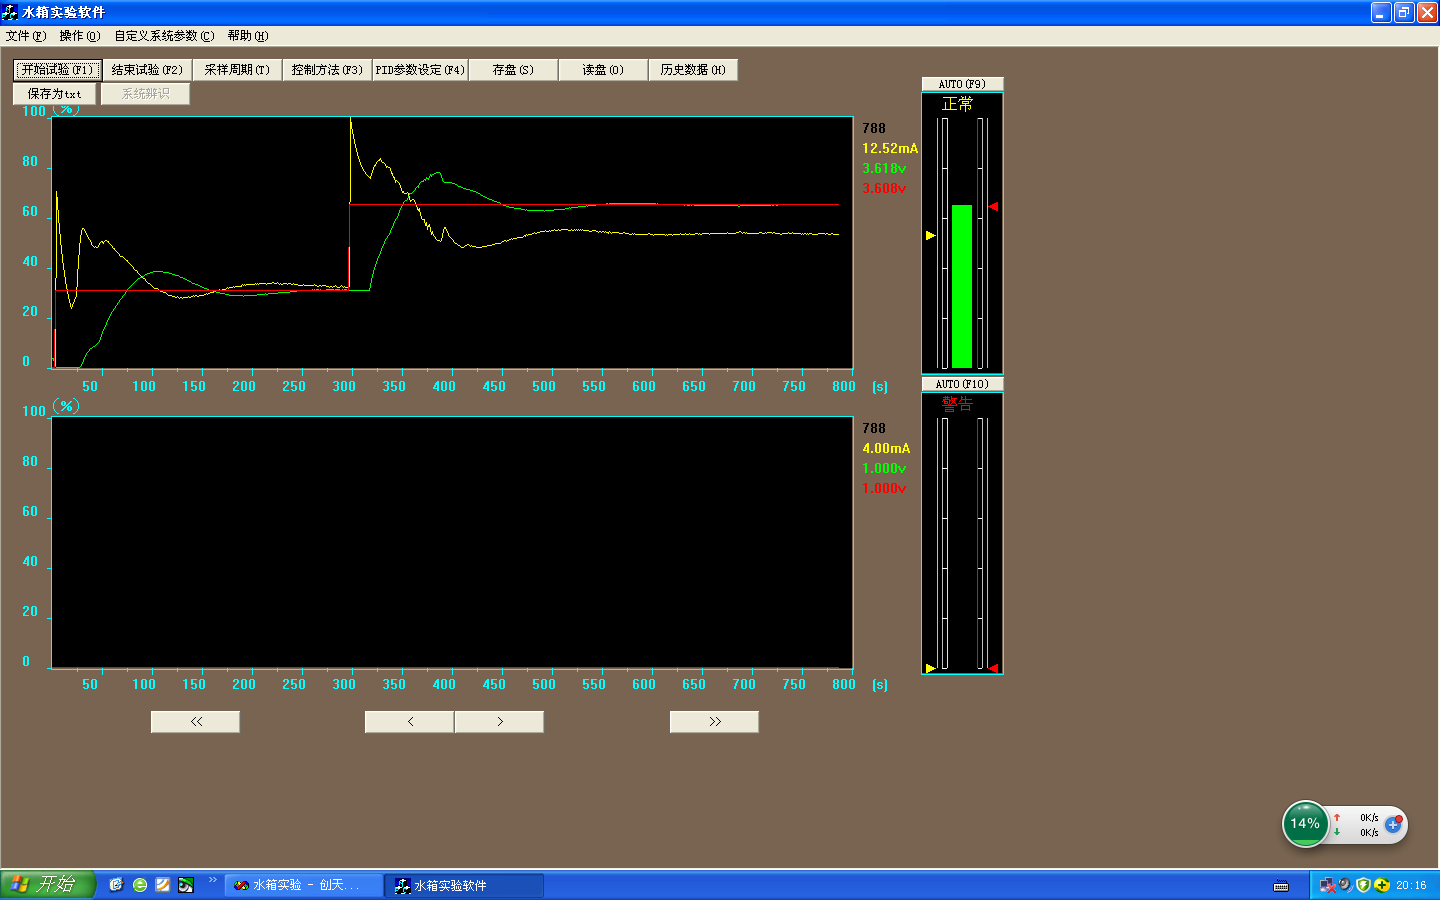 水箱实验软件
文件(F) 操作(O) 自定义系统参数(C) 帮助(H)
开始试验(F1) 结束试验(F2) 采样周期(T) 控制方法(F3) PID参数设定(F4) 存盘(S) 读盘(O) 历史数据(H)
保存为txt 系统辨识
AUTO(F9)
正常
100 (%)
80
60
40
20
0
50 100 150 200 250 300 350 400 450 500 550 600 650 700 750 800 (s)
788
12.52mA
3.618v
3.600v
AUTO(F10)
警告
100 (%)
80
60
40
20
0
50 100 150 200 250 300 350 400 450 500 550 600 650 700 750 800 (s)
788
4.00mA
1.000v
1.000v
<< < > >>
14% 0K/s
0K/s
开始 水箱实验 - 创天... 水箱实验软件 20:16